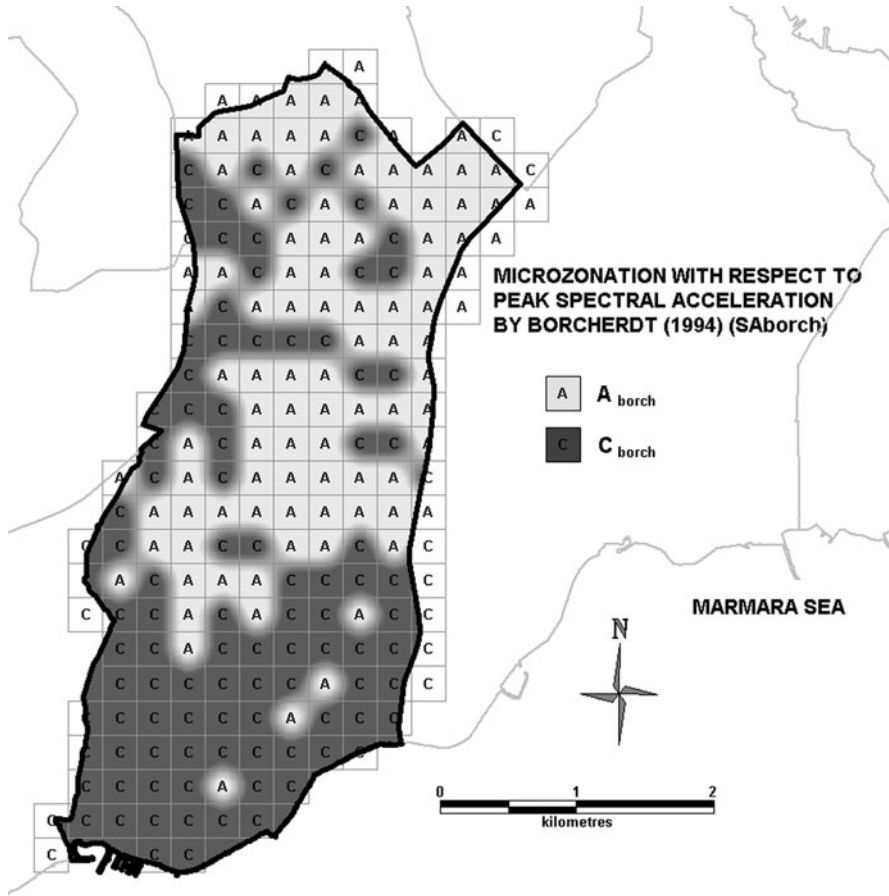 A
A A A A A
A A A A A C A A C
C A C A C A A A A A C
C C A C A C A A A A A
C C C A A A C A A A
A A C A A C C A A
A C A A A A A A A
C C C C C A A A
C A A A A C C A
C C C A A A A A A
C A C A A A C C A
A C A C A A A A A C
C A A A A A A A A A
C C A A C C A A C A C
A C A A A C C C C C
C C C A C A C C A C C
C C A C C C C C C C
C C C C C C A C C C
C C C C C C A C C C
C C C C C C C C C
C C C C A C C
C C C C C C C
C C C
MICROZONATION WITH RESPECT TO
PEAK SPECTRAL ACCELERATION
BY BORCHERDT (1994) (SAborch)
A A borch
C C borch
MARMARA SEA
N
0 1 2
kilometres